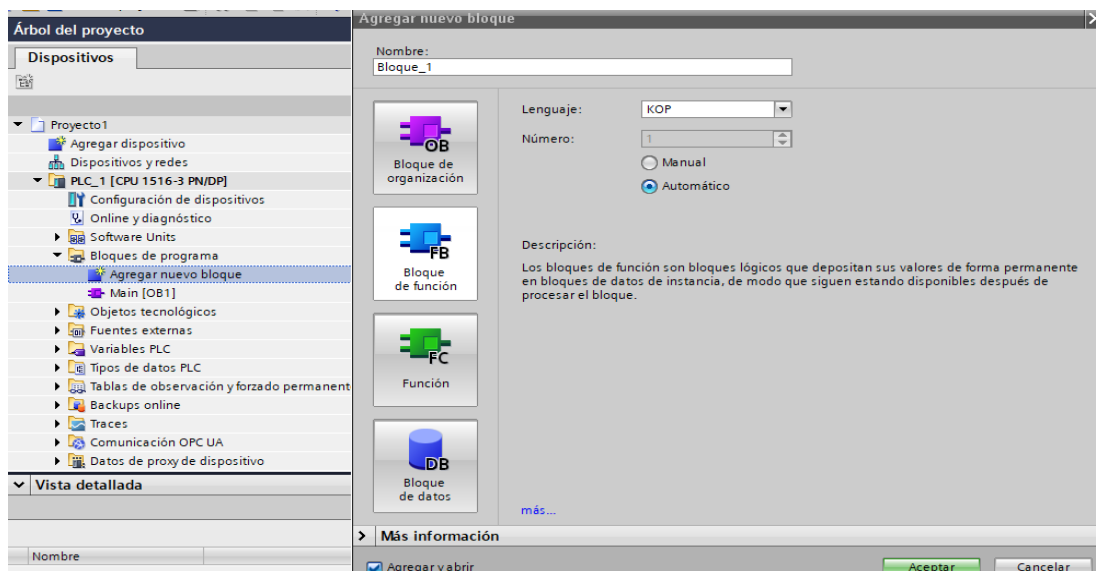 Árbol del proyecto
Dispositivos
Proyecto1
Agregar dispositivo
Dispositivos y redes
PLC_1 [CPU 1516-3 PN/DP]
Configuración de dispositivos
Online y diagnóstico
Software Units
Bloques de programa
Agregar nuevo bloque
Main [OB1]
Objetos tecnológicos
Fuentes externas
Variables PLC
Tipos de datos PLC
Tablas de observación y forzado permanent
Backups online
Traces
Comunicación OPC UA
Datos de proxy de dispositivo
Vista detallada
Nombre
Agregar nuevo bloque
Nombre:
Bloque_1
OB
Bloque de
organización
FB
Bloque
de función
FC
Función
DB
Bloque
de datos
Lenguaje:
KOP
Número:
1
Manual
Automático
Descripción:
Los bloques de función son bloques lógicos que depositan sus valores de forma permanente
en bloques de datos de instancia, de modo que siguen estando disponibles después de
procesar el bloque.
más...
Más información
Agregar y abrir
Aceptar
Cancelar